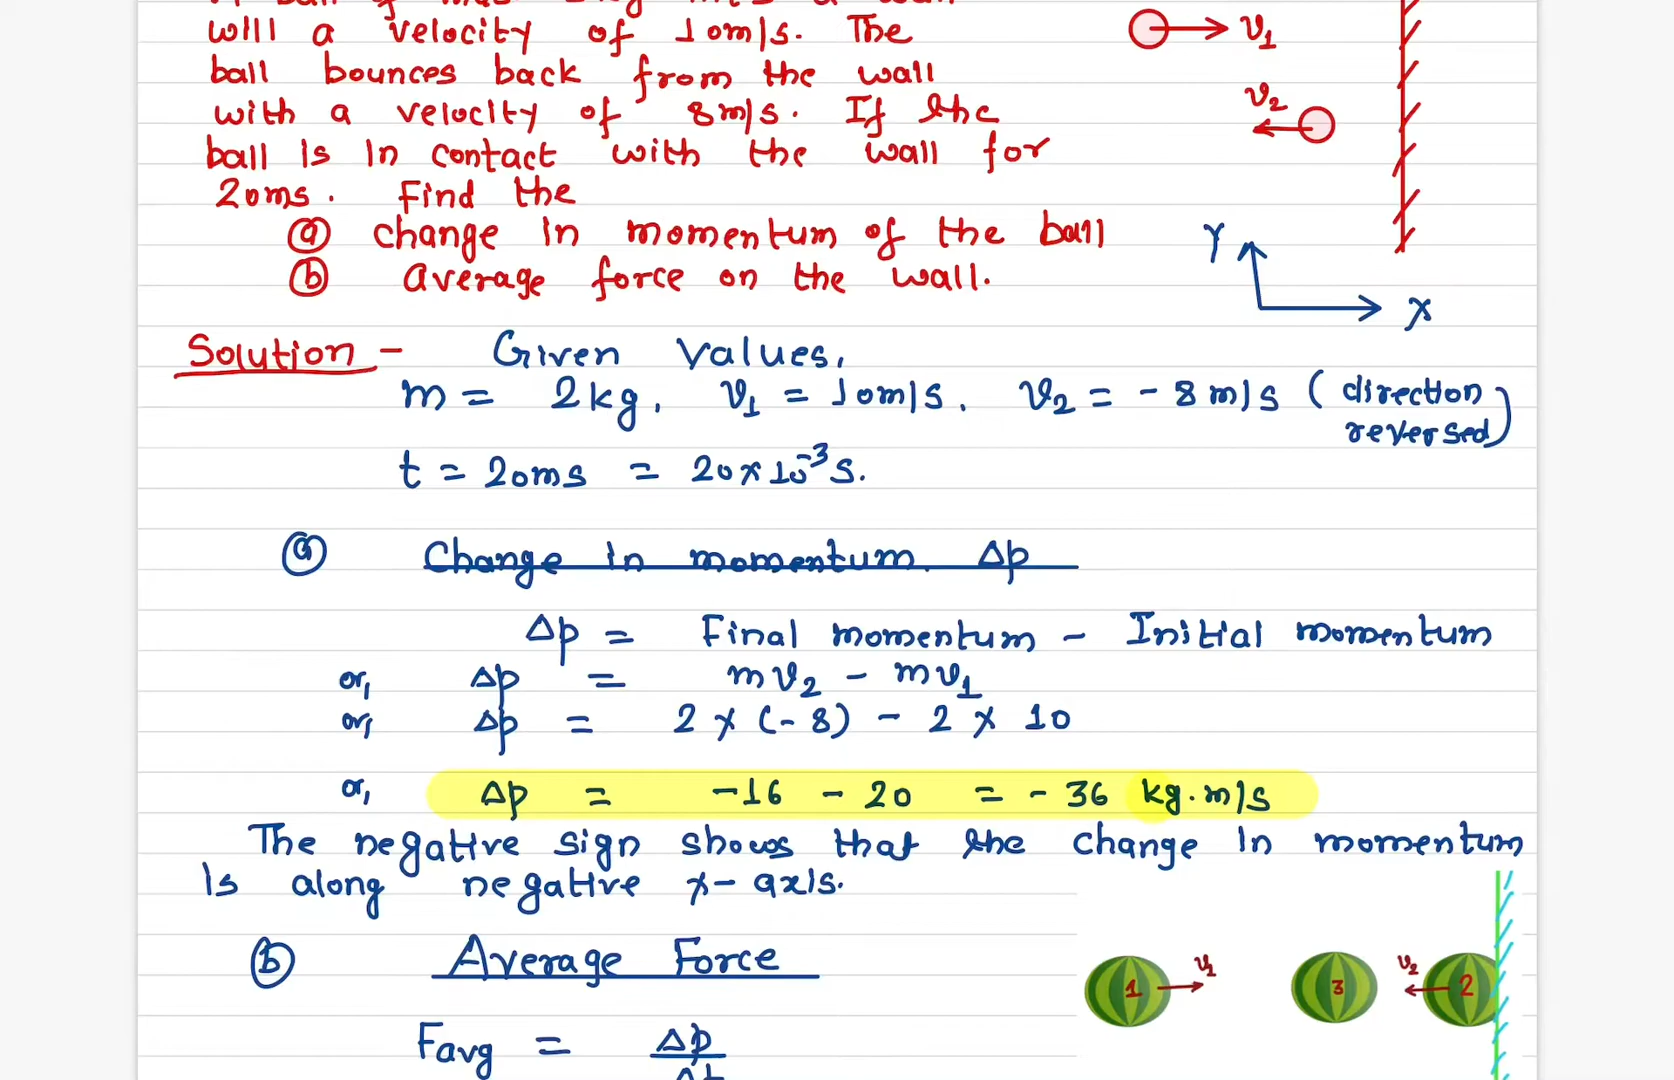 will a velocity of 10m/s. The
ball bounces back from the wall
with a velocity of 8m/s. If the
ball is in contact with the wall for
20ms. Find the
(a) change in momentum of the ball
(b) average force on the wall.
v₁
v₂
Y
X
Solution - Given values,
m = 2kg, v₁ = 10m/s, v₂ = -8m/s (direction reversed)
t = 20ms = 20×10⁻³s.
(a) Change in momentum Δp
Δp = Final momentum - Initial momentum
or, Δp = mv₂ - mv₁
or, Δp = 2 × (-8) - 2 × 10
or, Δp = -16 - 20 = -36 kg.m/s
The negative sign shows that the change in momentum
is along negative x-axis.
(b) Average Force
Favg = Δp
1 v₁ 3 v₂ 2